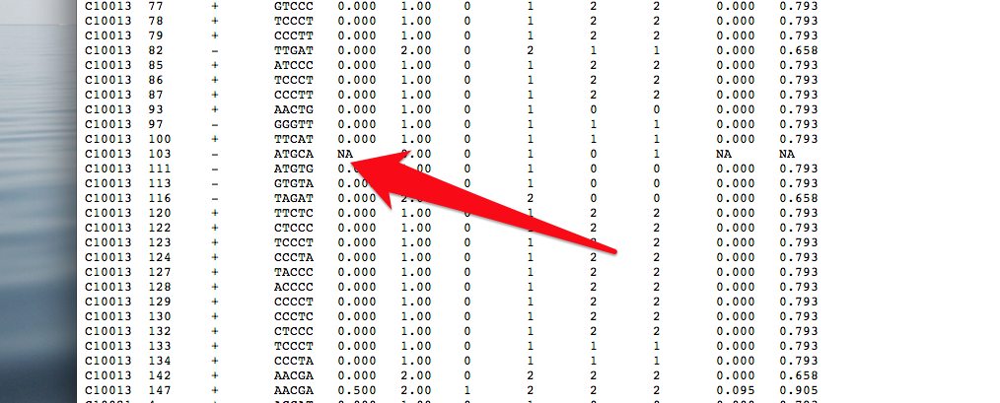 C10013 77 + GTCCC 0.000 1.00 0 1 2 2 0.000 0.793
C10013 78 + TCCCT 0.000 1.00 0 1 2 2 0.000 0.793
C10013 79 + CCCTT 0.000 1.00 0 1 2 2 0.000 0.793
C10013 82 - TTGAT 0.000 2.00 0 2 1 1 0.000 0.658
C10013 85 + ATCCC 0.000 1.00 0 1 2 2 0.000 0.793
C10013 86 + TCCCT 0.000 1.00 0 1 2 2 0.000 0.793
C10013 87 + CCCTT 0.000 1.00 0 1 2 2 0.000 0.793
C10013 93 + AACTG 0.000 1.00 0 1 0 0 0.000 0.793
C10013 97 - GGGTT 0.000 1.00 0 1 1 1 0.000 0.793
C10013 100 + TTCAT 0.000 1.00 0 1 1 1 0.000 0.793
C10013 103 - ATGCA NA 0 1 0 1 NA NA
C10013 111 - ATGTG 0 1 0 0 0.000 0.793
C10013 113 - GTGTA 0 1 0 0 0.000 0.793
C10013 116 - TAGAT 0.000 2 0 0 0.000 0.658
C10013 120 + TTCTC 0.000 1.00 0 1 2 2 0.000 0.793
C10013 122 + CTCCC 0.000 1.00 0 1 2 2 0.000 0.793
C10013 123 + TCCCT 0.000 1.00 0 1 2 2 0.000 0.793
C10013 124 + CCCTA 0.000 1.00 0 1 2 2 0.000 0.793
C10013 127 + TACCC 0.000 1.00 0 1 2 2 0.000 0.793
C10013 128 + ACCCC 0.000 1.00 0 1 2 2 0.000 0.793
C10013 129 + CCCCT 0.000 1.00 0 1 2 2 0.000 0.793
C10013 130 + CCCTC 0.000 1.00 0 1 2 2 0.000 0.793
C10013 132 + CTCCC 0.000 1.00 0 1 2 2 0.000 0.793
C10013 133 + TCCCT 0.000 1.00 0 1 1 1 0.000 0.793
C10013 134 + CCCTA 0.000 1.00 0 1 1 1 0.000 0.793
C10013 142 + AACGA 0.000 2.00 0 2 2 2 0.000 0.658
C10013 147 + AACGA 0.500 2.00 1 2 2 2 0.095 0.905